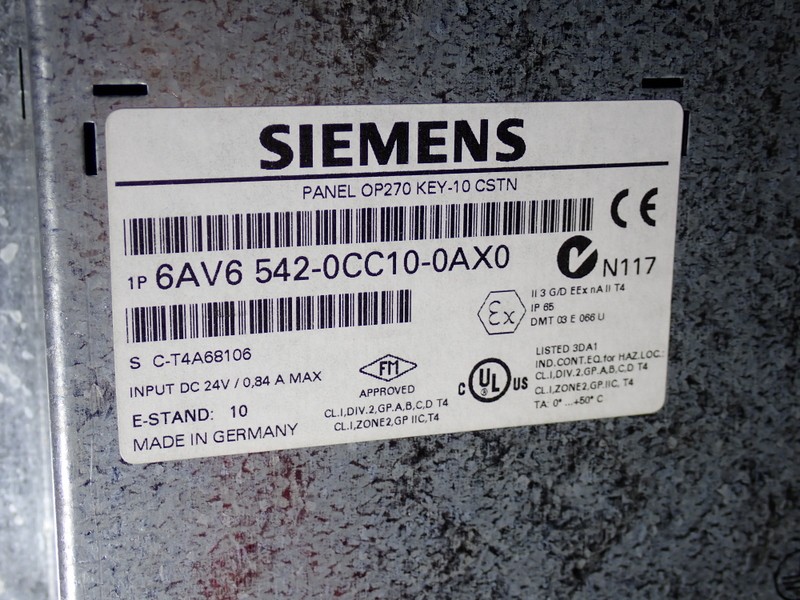 SIEMENS
PANEL OP270 KEY-10 CSTN
CE
1P 6AV6 542-0CC10-0AX0
N117
Ex
II 3 G/D EEx nA II T4
IP 65
DMT 03 E 066 U
S C-T4A68106
INPUT DC 24V / 0,84 A MAX
E-STAND: 10
MADE IN GERMANY
FM
APPROVED
CL.I,DIV.2,GP.A,B,C,D T4
CL.I,ZONE2,GP IIC,T4
C UL US
LISTED 3DA1
IND.CONT.EQ.for HAZ.LOC.:
CL.I,DIV.2,GP.A,B,C,D T4
CL.I,ZONE2,GP.IIC, T4
TA: 0° ...+50° C